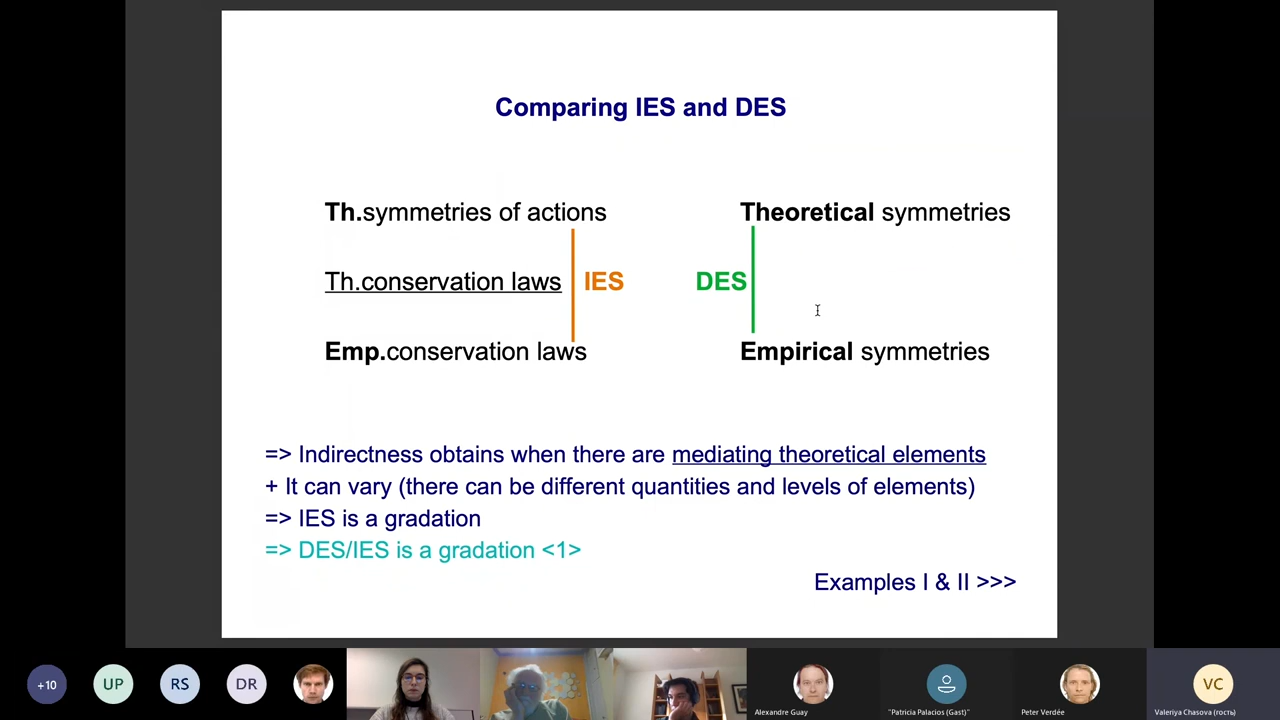 Comparing IES and DES
Th.symmetries of actions
Theoretical symmetries
Th.conservation laws
IES
DES
Emp.conservation laws
Empirical symmetries
=> Indirectness obtains when there are mediating theoretical elements
+ It can vary (there can be different quantities and levels of elements)
=> IES is a gradation
=> DES/IES is a gradation <1>
Examples I & II >>>
+10
UP
RS
DR
VC
Alexandre Guay
"Patricia Palacios (Gast)"
Peter Verdée
Valeriya Chasova (гость)